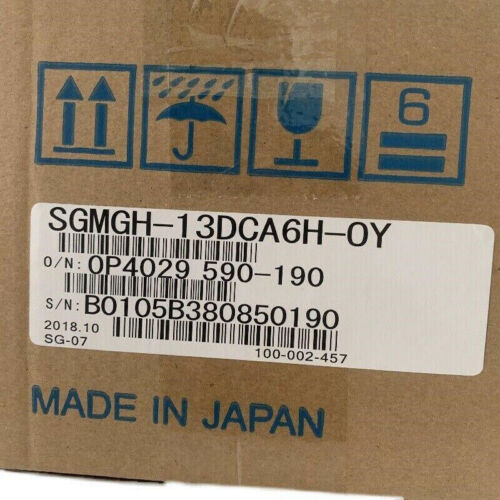 6
SGMGH-13DCA6H-OY
O/N: 0P4029 590-190
S/N: B0105B380850190
2018.10
SG-07
100-002-457
MADE IN JAPAN